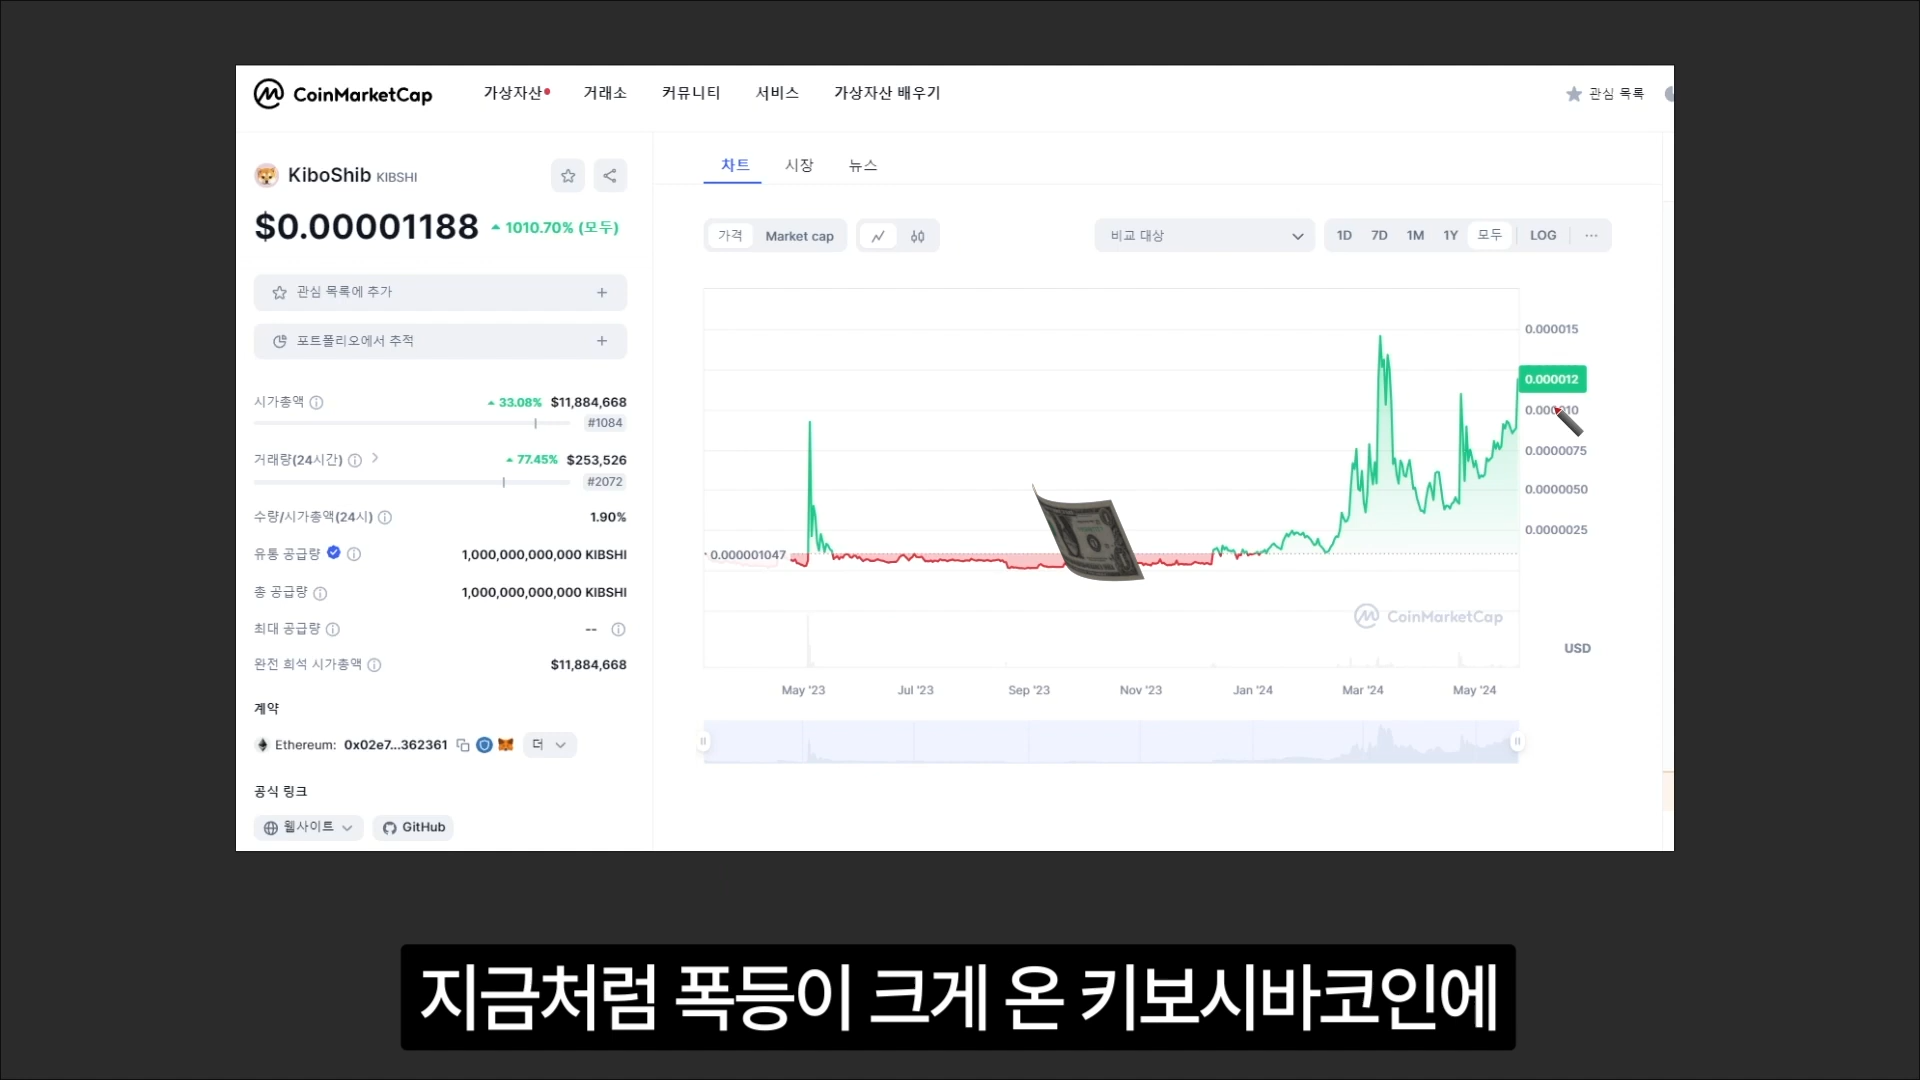 CoinMarketCap 가상자산 거래소 커뮤니티 서비스 가상자산 배우기 관심 목록
KiboShib KIBSHI
$0.00001188 1010.70% (모두)
관심 목록에 추가 +
포트폴리오에서 추적 +
시가총액 33.08% $11,884,668
#1084
거래량(24시간) 77.45% $253,526
#2072
수량/시가총액(24시) 1.90%
유통 공급량 1,000,000,000,000 KIBSHI
총 공급량 1,000,000,000,000 KIBSHI
최대 공급량 --
완전 희석 시가총액 $11,884,668
계약
Ethereum: 0x02e7...362361 더
공식 링크
웹사이트 GitHub
차트 시장 뉴스
가격 Market cap 비교 대상 1D 7D 1M 1Y 모두 LOG ...
0.000015
0.000012
0.000010
0.0000075
0.0000050
0.0000025
0.000001047
CoinMarketCap
USD
May '23 Jul '23 Sep '23 Nov '23 Jan '24 Mar '24 May '24
지금처럼 폭등이 크게 온 키보시바코인에